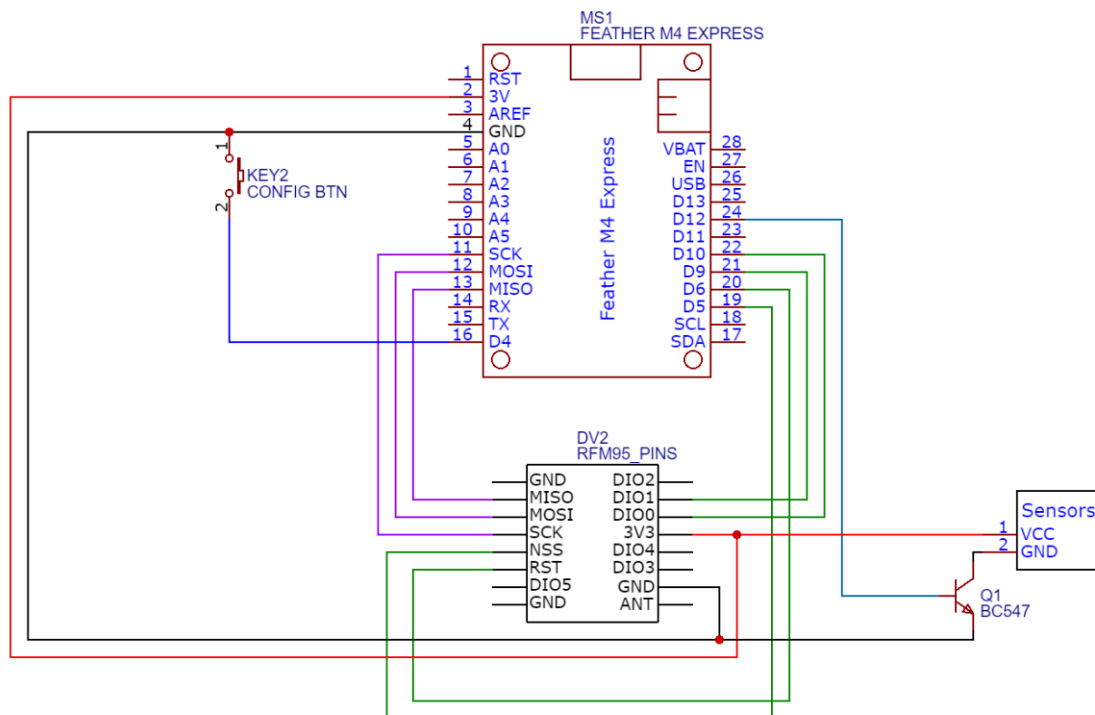 MS1
FEATHER M4 EXPRESS
1 RST
2 3V
3 AREF
4 GND
5 A0
6 A1
7 A2
8 A3
9 A4
10 A5
11 SCK
12 MOSI
13 MISO
14 RX
15 TX
16 D4
Feather M4 Express
VBAT 28
EN 27
USB 26
D13 25
D12 24
D11 23
D10 22
D9 21
D6 20
D5 19
SCL 18
SDA 17
1
KEY2
CONFIG BTN
2
DV2
RFM95_PINS
GND DIO2
MISO DIO1
MOSI DIO0
SCK 3V3
NSS DIO4
RST DIO3
DIO5 GND
GND ANT
Sensors
1 VCC
2 GND
Q1
BC547